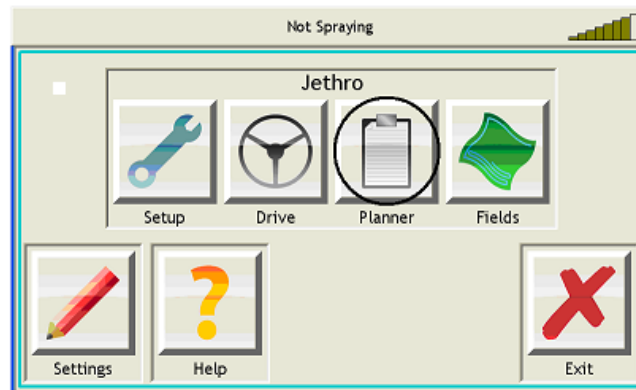 Not Spraying
Jethro
Setup Drive Planner Fields
Settings Help Exit